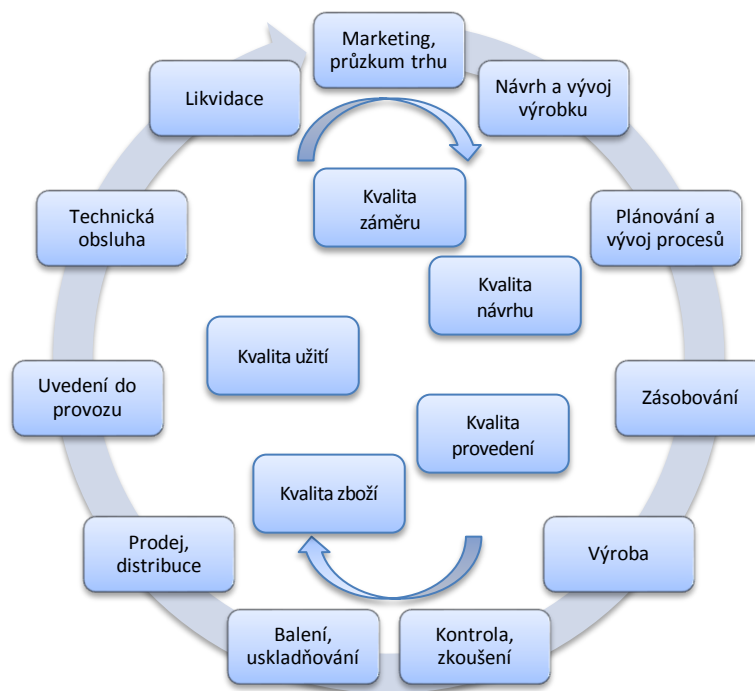 Marketing,
průzkum trhu
Návrh a vývoj
výrobku
Plánování a
vývoj procesů
Zásobování
Výroba
Kontrola,
zkoušení
Balení,
uskladňování
Prodej,
distribuce
Uvedení do
provozu
Technická
obsluha
Likvidace
Kvalita
záměru
Kvalita
návrhu
Kvalita
provedení
Kvalita zboží
Kvalita užití